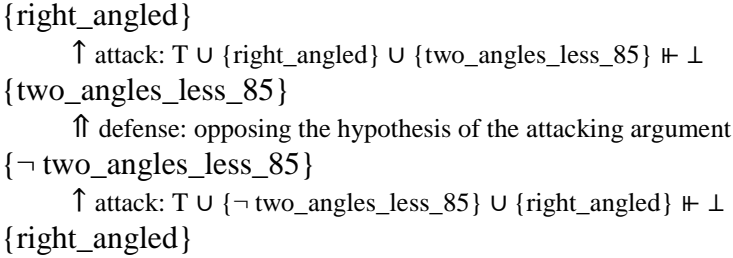 {right_angled}
↑ attack: T ∪ {right_angled} ∪ {two_angles_less_85} ⊩ ⊥
{two_angles_less_85}
⇑ defense: opposing the hypothesis of the attacking argument
{¬ two_angles_less_85}
↑ attack: T ∪ {¬ two_angles_less_85} ∪ {right_angled} ⊩ ⊥
{right_angled}